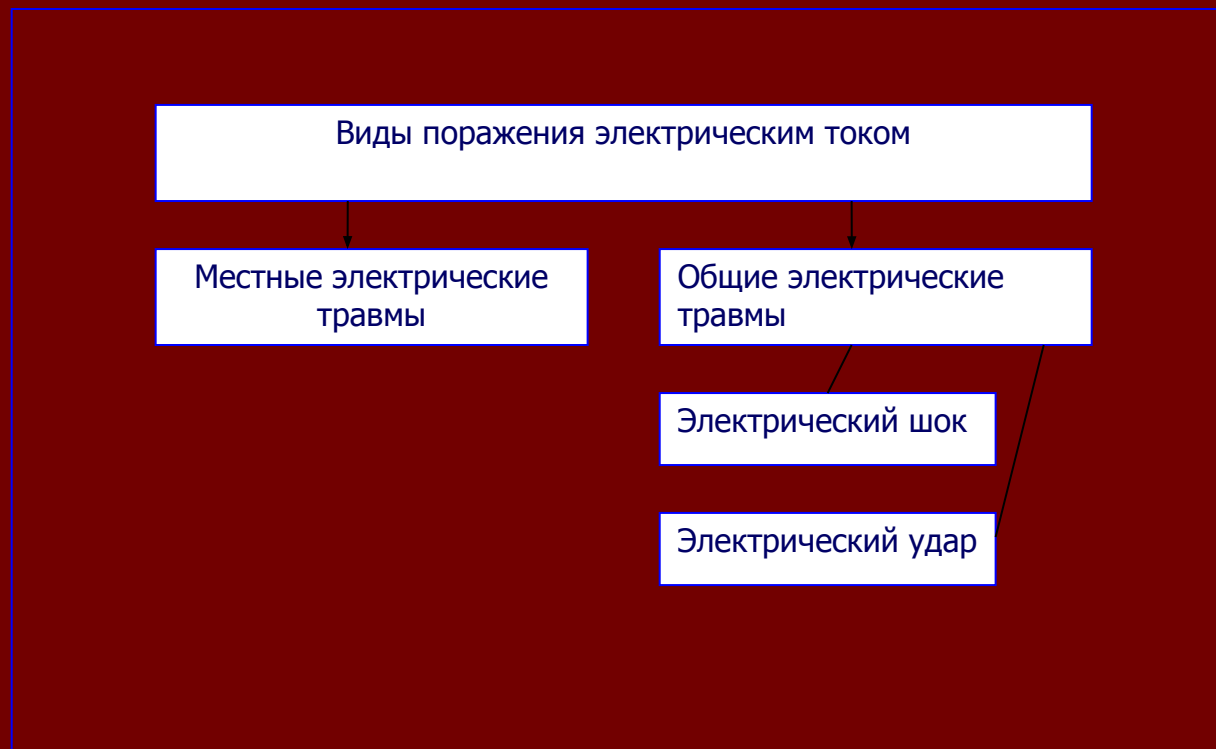 Виды поражения электрическим током
Местные электрические
травмы
Общие электрические
травмы
Электрический шок
Электрический удар